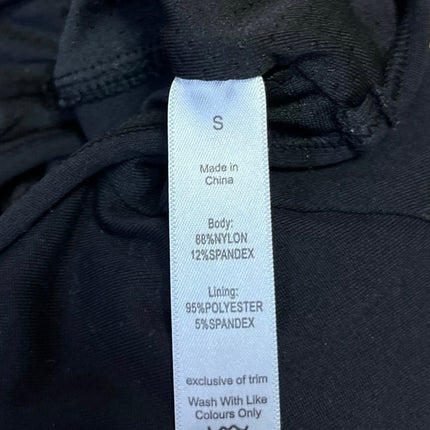 S
Made in
China
Body:
88%NYLON
12%SPANDEX
Lining:
95%POLYESTER
5%SPANDEX
exclusive of trim
Wash With Like
Colours Only